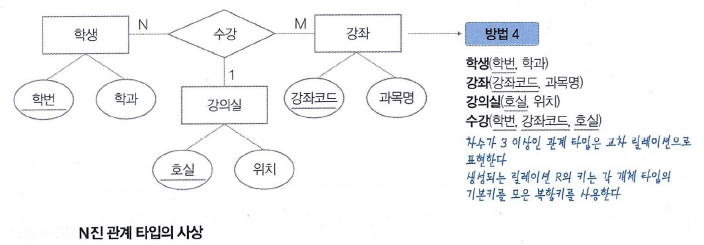 학생
N
수강
M
강좌
방법 4
1
학번
학과
강의실
강좌코드
과목명
호실
위치
학생(학번, 학과)
강좌(강좌코드, 과목명)
강의실(호실, 위치)
수강(학번, 강좌코드, 호실)
차수가 3 이상인 관계 타입은 교차 릴레이션으로
표현한다
생성되는 릴레이션 R의 키는 각 개체 타입의
기본키를 모은 복합키를 사용한다
N진 관계 타입의 사상